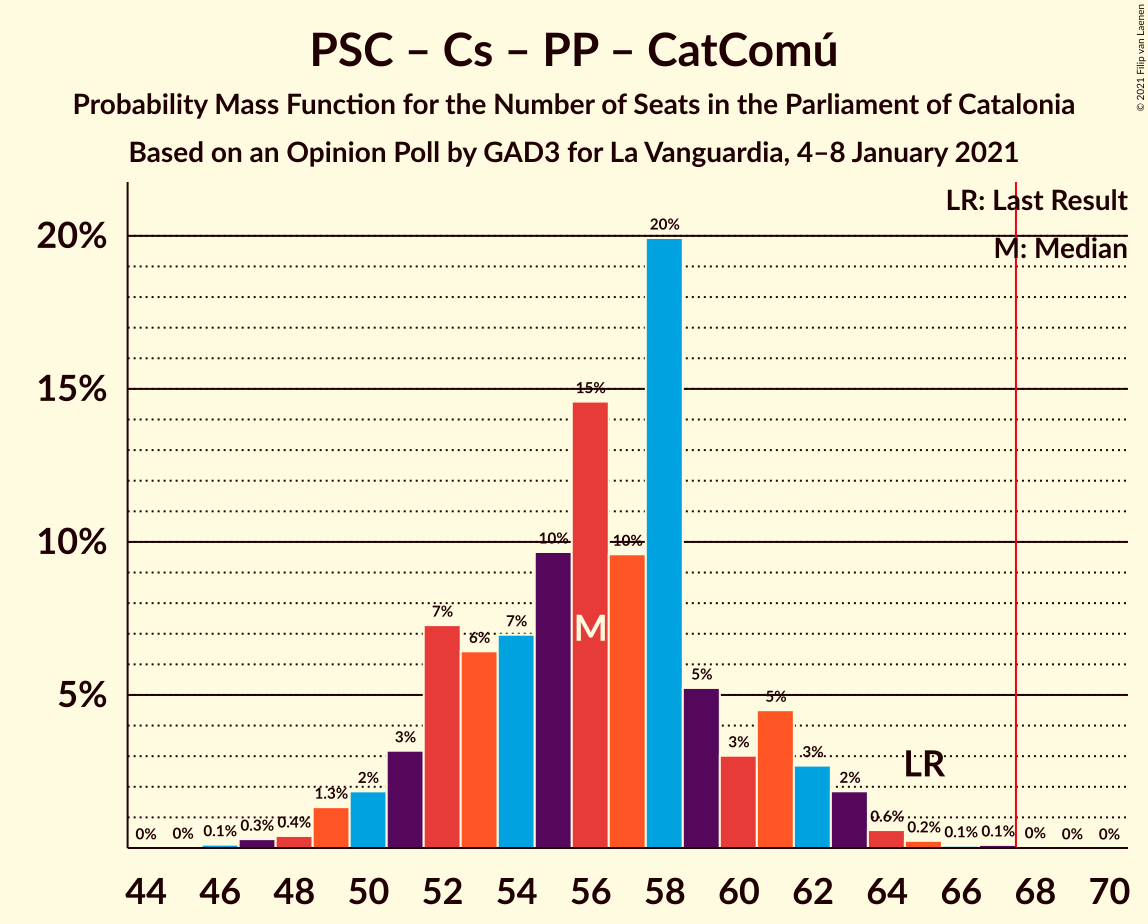 PSC – Cs – PP – CatComú
Probability Mass Function for the Number of Seats in the Parliament of Catalonia
Based on an Opinion Poll by GAD3 for La Vanguardia, 4–8 January 2021
© 2021 Filip van Laenen
LR: Last Result
M: Median
20%
15%
10%
5%
0% 0% 0.1% 0.3% 0.4% 1.3% 2% 3% 7% 6% 7% 10% 15% 10% 20% 5% 3% 5% 3% 2% 0.6% 0.2% 0.1% 0.1% 0% 0% 0%
M
LR
44 46 48 50 52 54 56 58 60 62 64 66 68 70